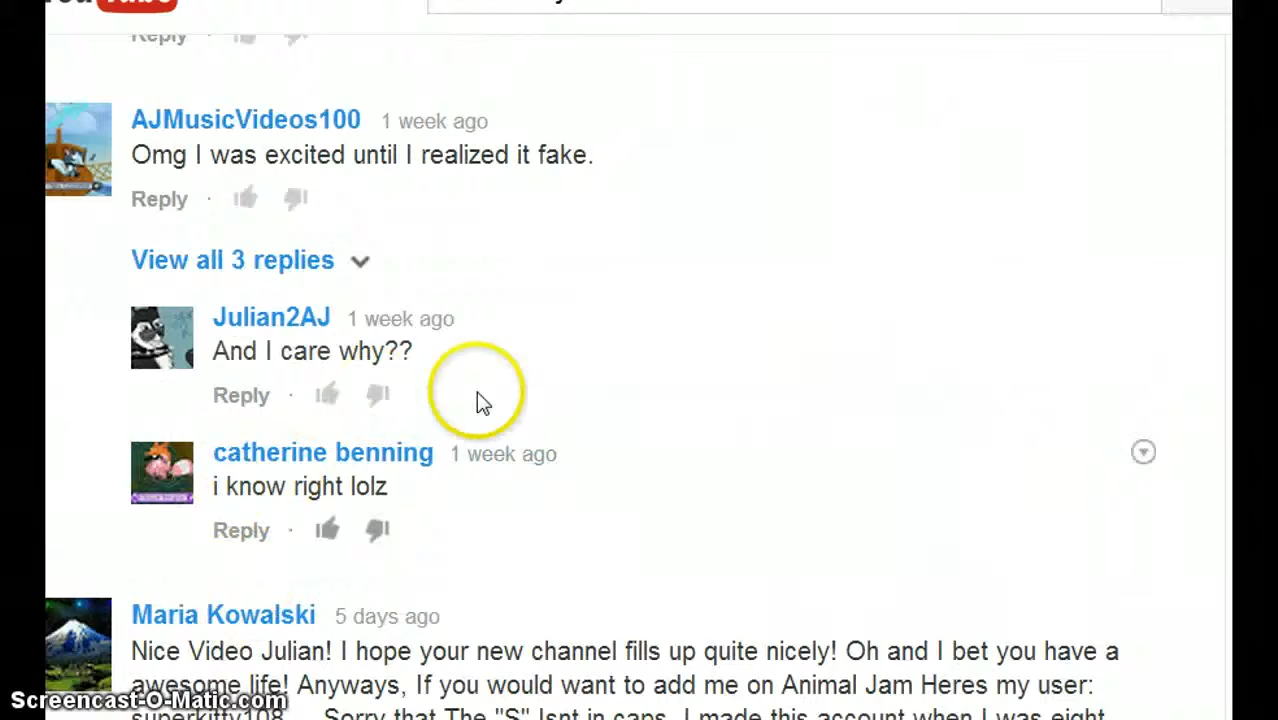 You Tube
Reply ·
AJMusicVideos100 1 week ago
Omg I was excited until I realized it fake.
Reply ·
View all 3 replies
Julian2AJ 1 week ago
And I care why??
Reply ·
catherine benning 1 week ago
i know right lolz
Reply ·
Maria Kowalski 5 days ago
Nice Video Julian! I hope your new channel fills up quite nicely! Oh and I bet you have a
awesome life! Anyways, If you would want to add me on Animal Jam Heres my user:
superkitty108 Sorry that The "S" Isnt in caps. I made this account when I was eight
Screencast-O-Matic.com